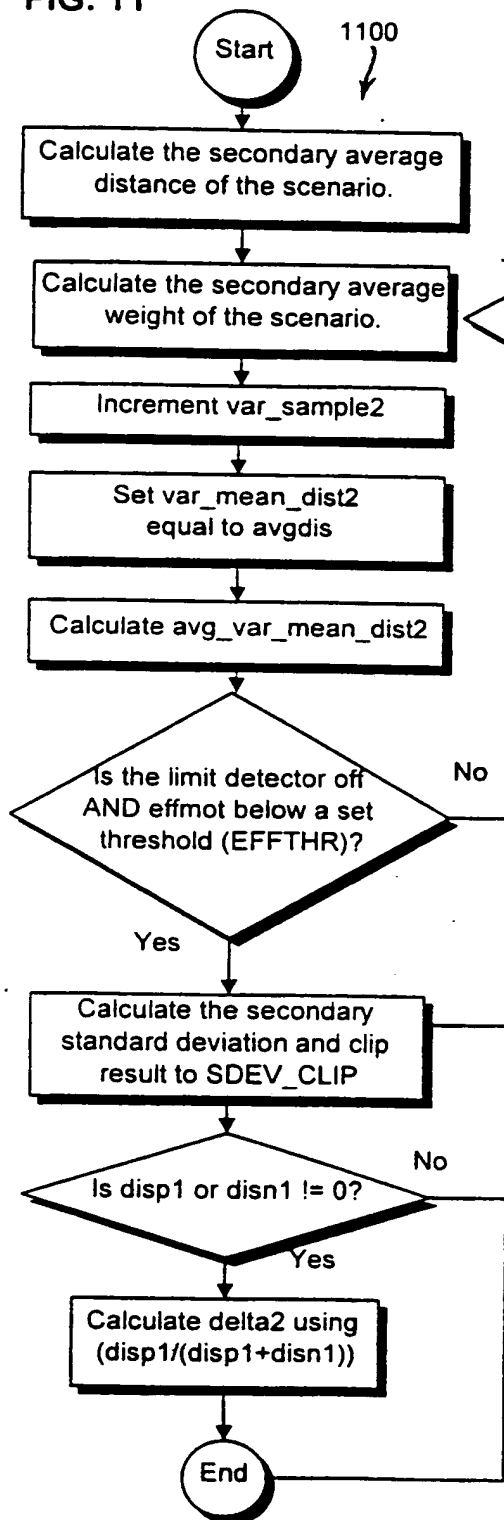 FIG. 11
1100
Start
Calculate the secondary average
distance of the scenario.
Calculate the secondary average
weight of the scenario.
Increment var_sample2
Set var_mean_dist2
equal to avgdis
Calculate avg_var_mean_dist2
Is the limit detector off
AND effmot below a set
threshold (EFFTHR)?
No
Yes
Calculate the secondary
standard deviation and clip
result to SDEV_CLIP
Is disp1 or disn1 != 0?
No
Yes
Calculate delta2 using
(disp1/(disp1+disn1))
End